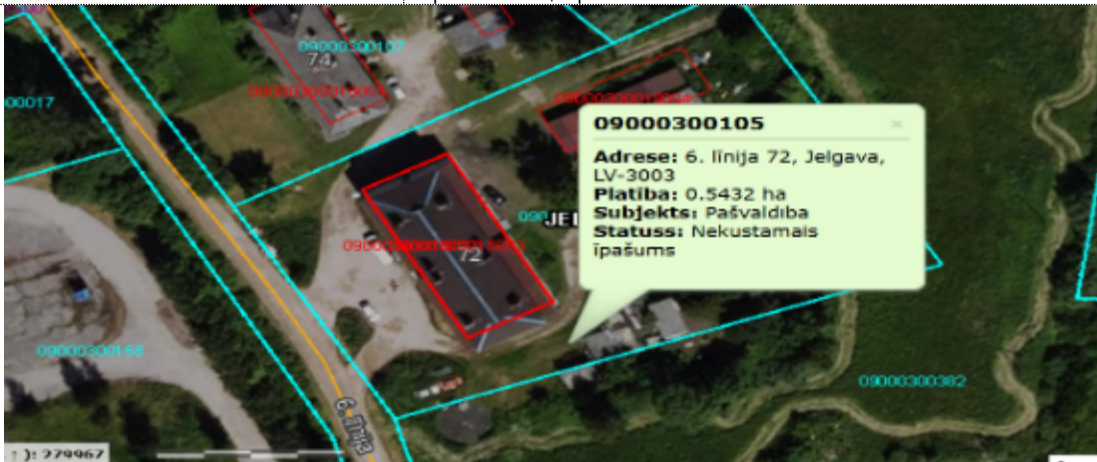 09000300107
74
00017
09000300105
Adrese: 6. līnija 72, Jelgava,
LV-3003
Platība: 0.5432 ha
Subjekts: Pašvaldība
Statuss: Nekustamais
īpašums
72
09000300158
09000300382
6. līnija
↑ ): 279967